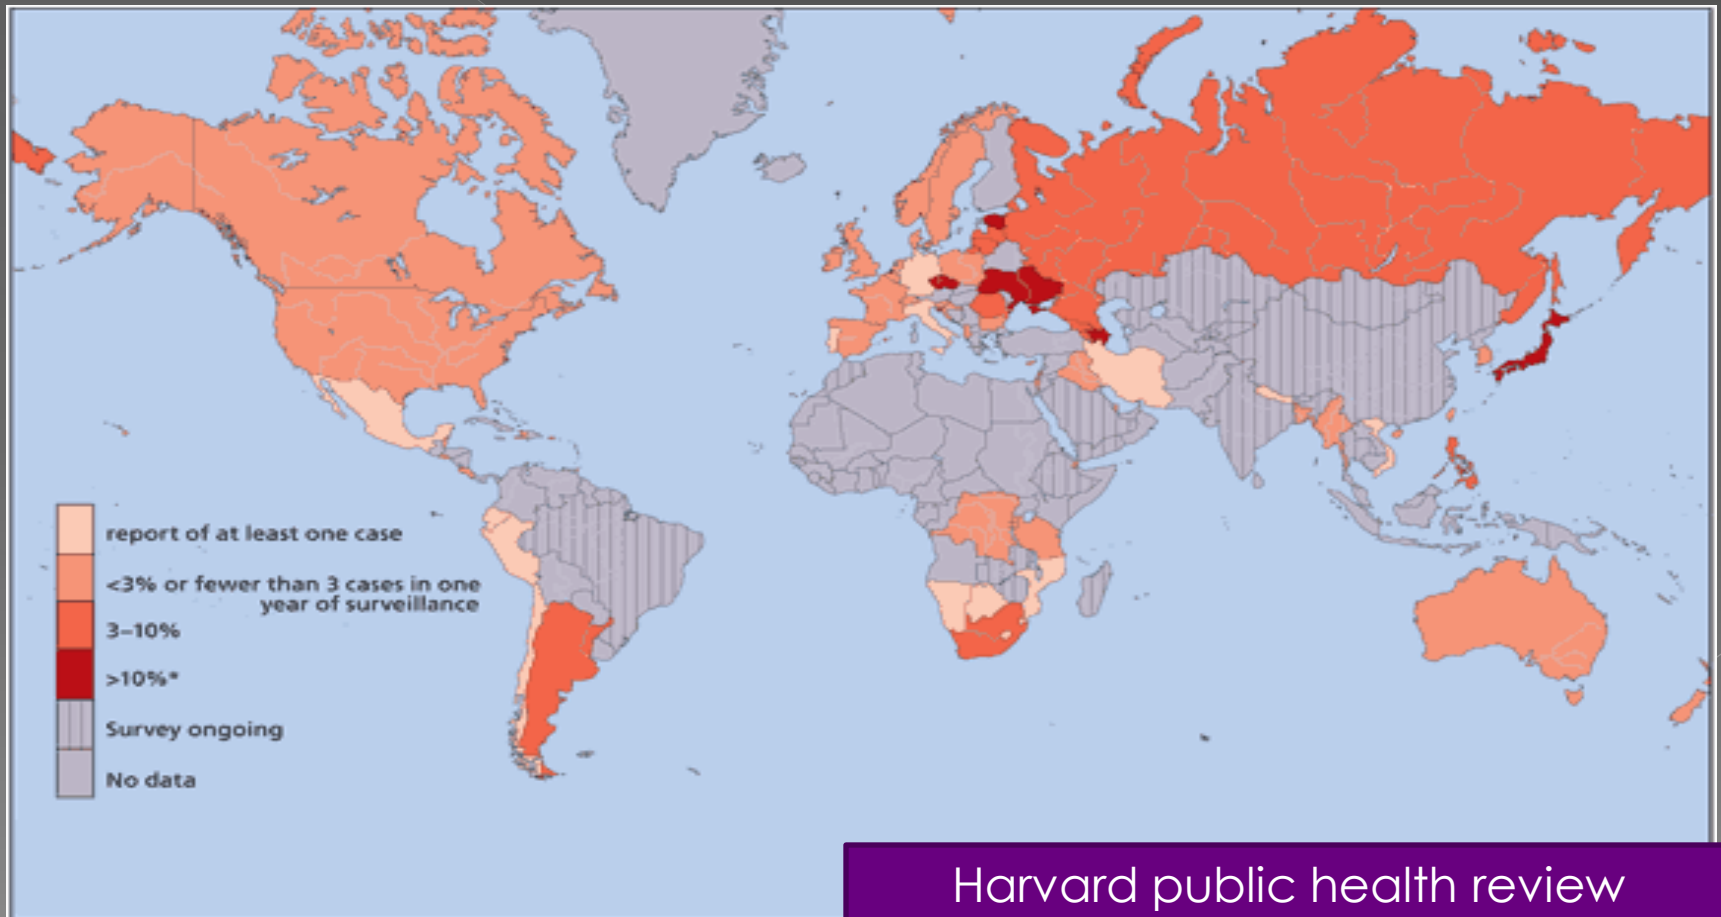 report of at least one case
<3% or fewer than 3 cases in one
year of surveillance
3–10%
>10%*
Survey ongoing
No data
Harvard public health review